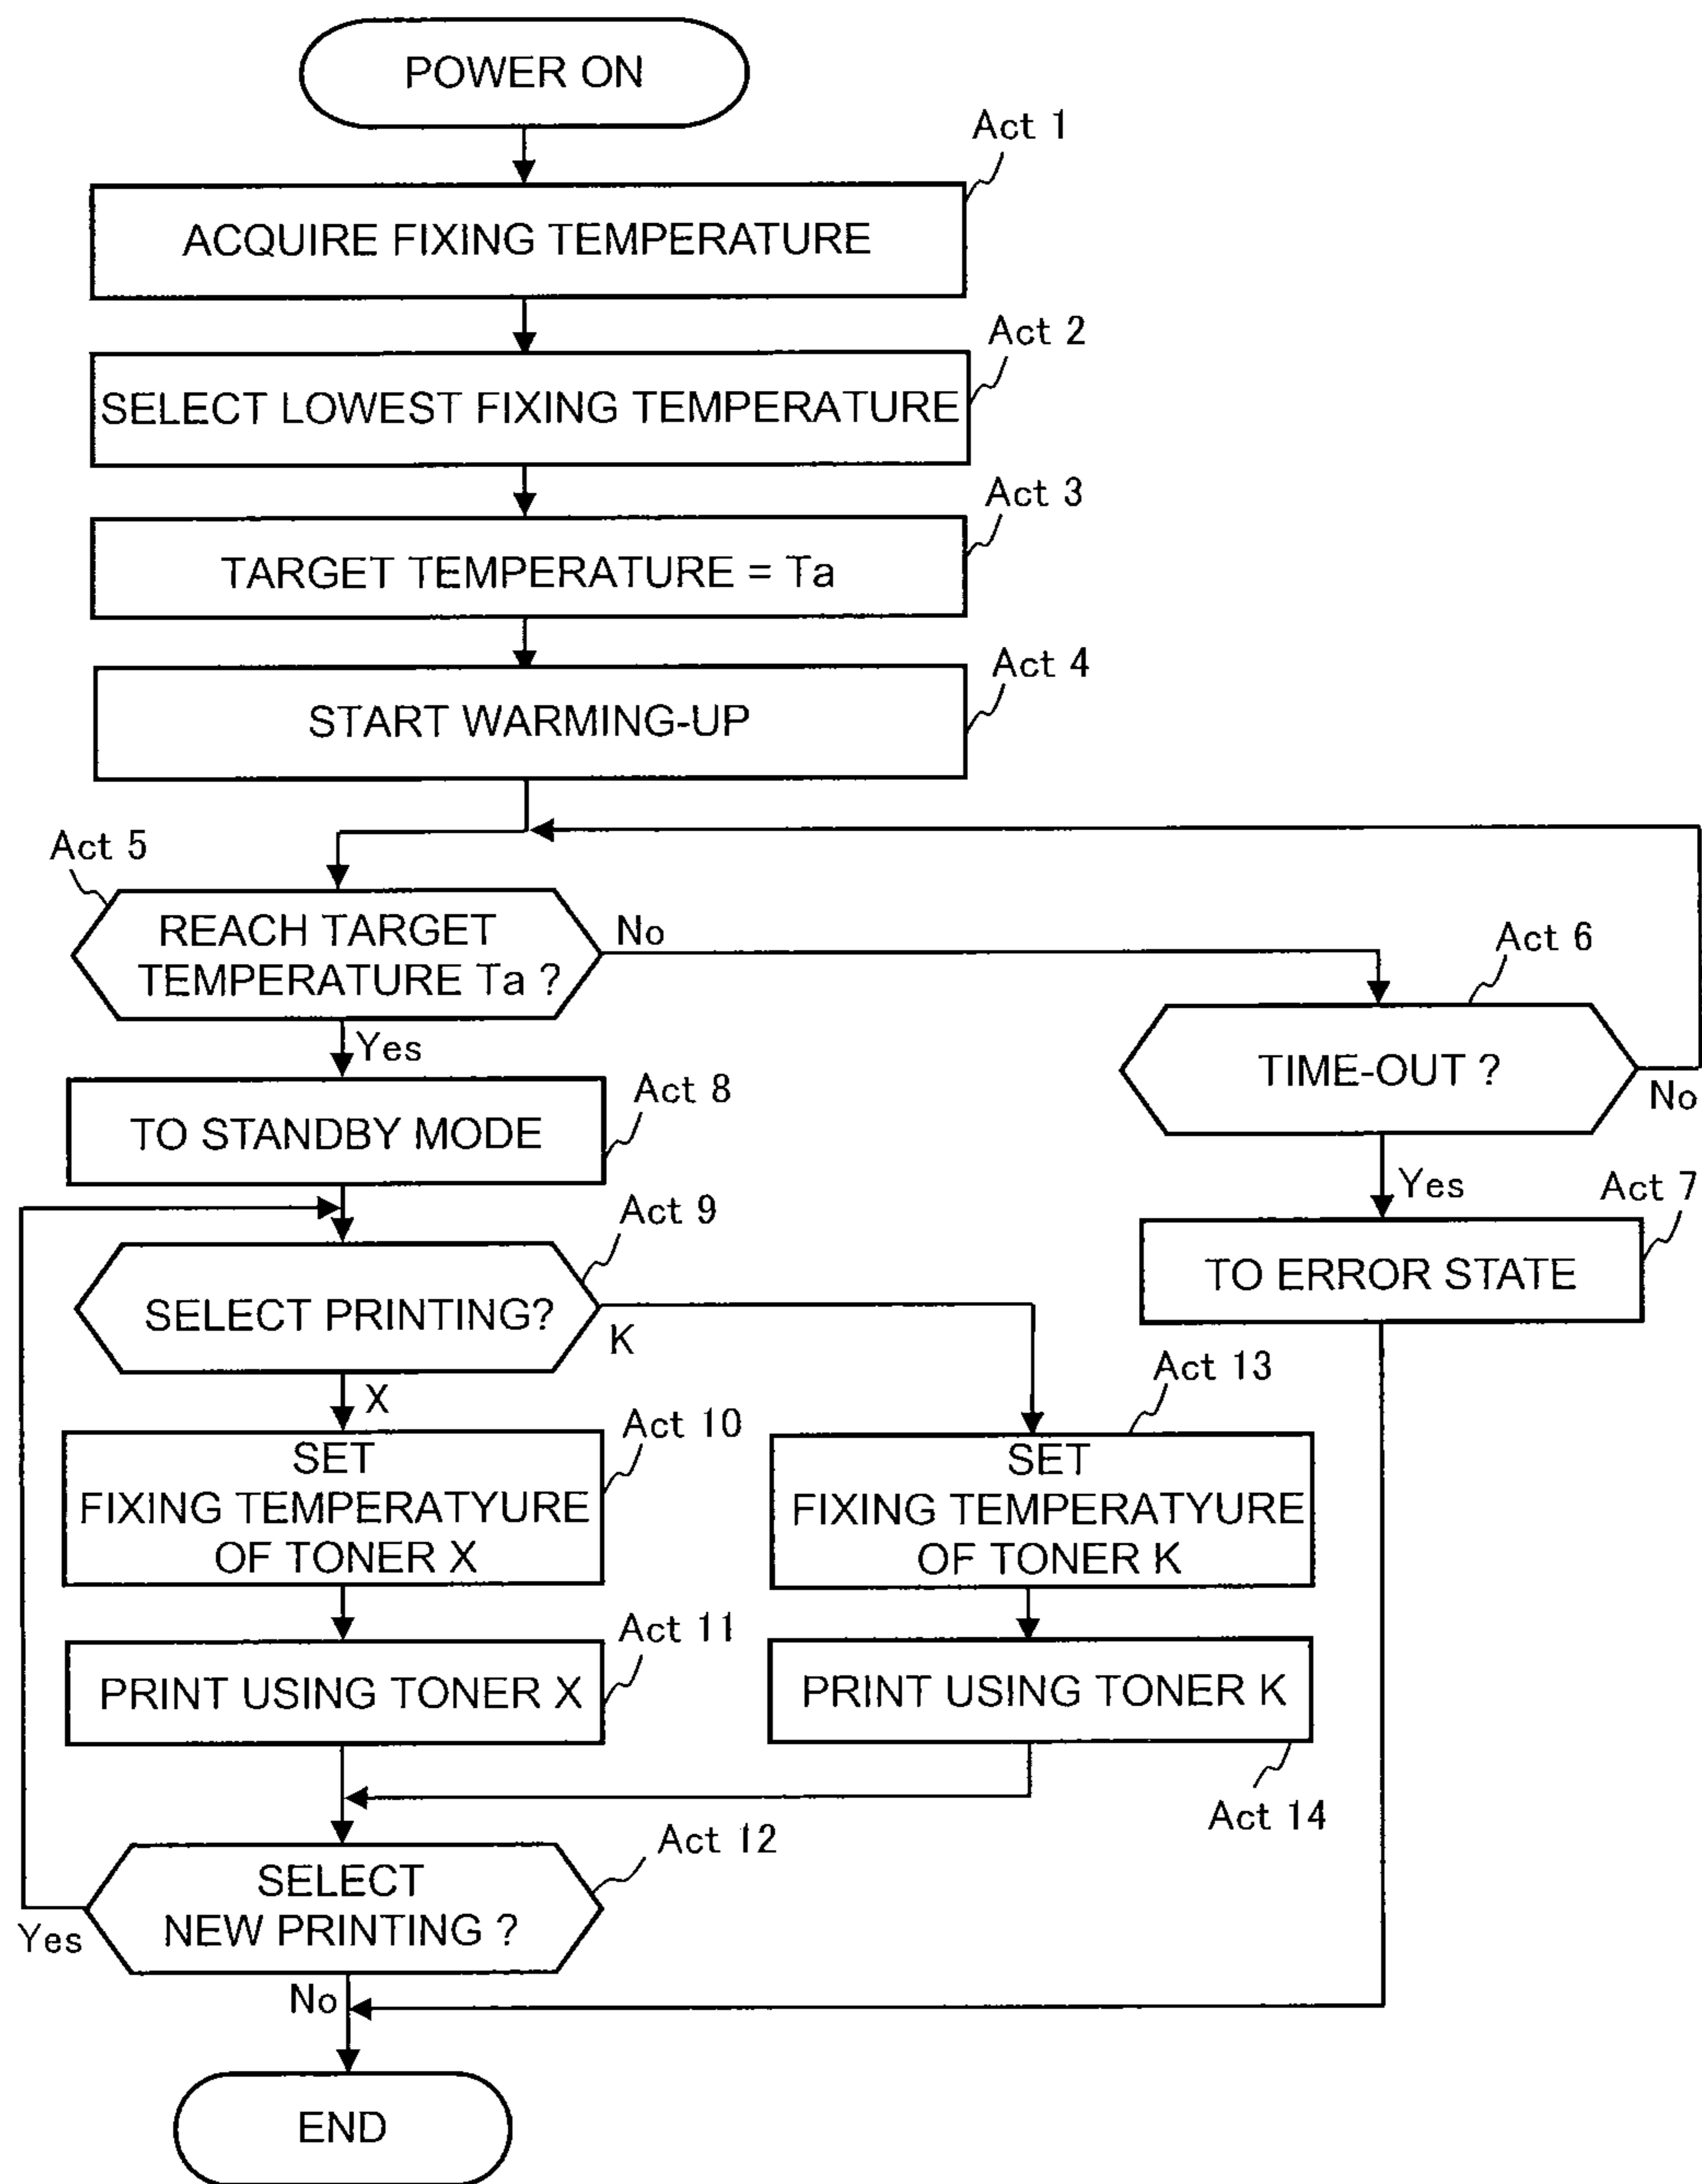 POWER ON
Act 1
ACQUIRE FIXING TEMPERATURE
Act 2
SELECT LOWEST FIXING TEMPERATURE
Act 3
TARGET TEMPERATURE = Ta
Act 4
START WARMING-UP
Act 5
REACH TARGET
TEMPERATURE Ta ?
No
Yes
Act 6
TIME-OUT ?
No
Yes
Act 7
TO ERROR STATE
Act 8
TO STANDBY MODE
Act 9
SELECT PRINTING?
K
X
Act 10
SET
FIXING TEMPERATYURE
OF TONER X
Act 13
SET
FIXING TEMPERATYURE
OF TONER K
Act 11
PRINT USING TONER X
PRINT USING TONER K
Act 14
Act 12
SELECT
NEW PRINTING ?
Yes
No
END